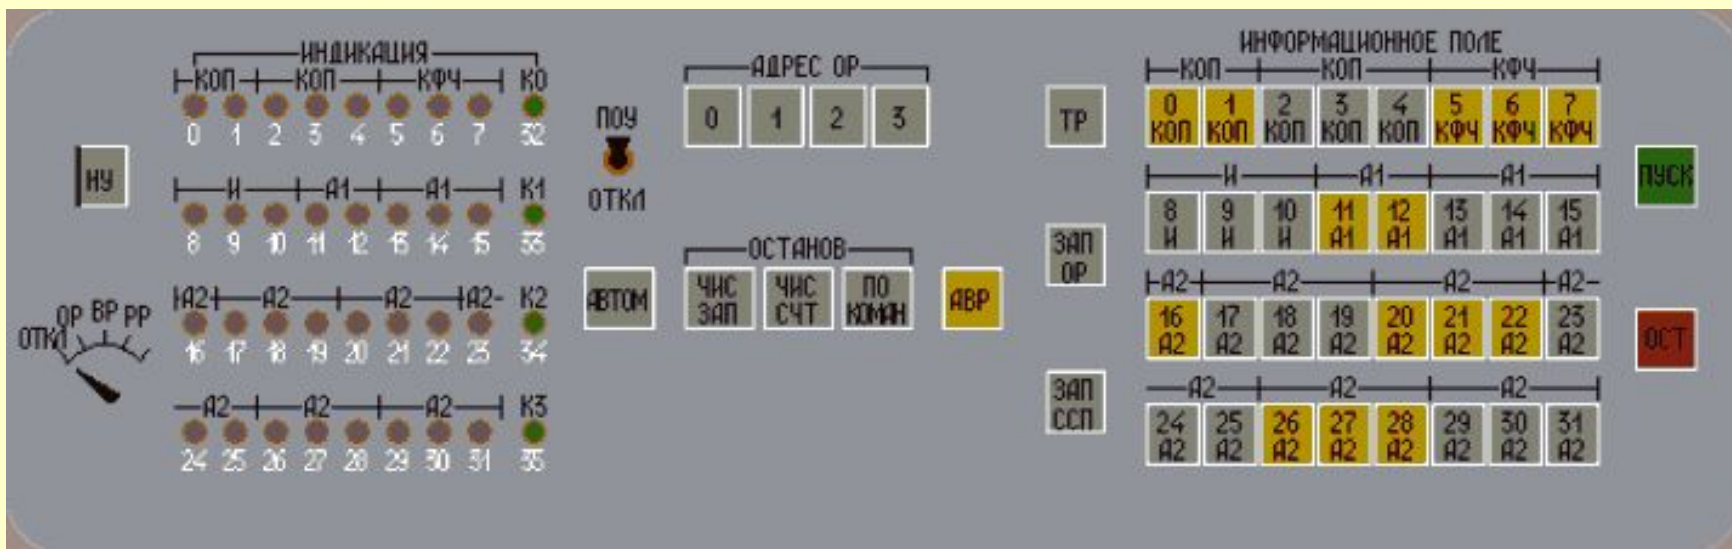 ИНДИКАЦИЯ
КОП КОП КФЧ К0
0 1 2 3 4 5 6 7 32
И А1 А1 К1
8 9 10 11 12 13 14 15 33
А2 А2 А2 А2 К2
16 17 18 19 20 21 22 23 34
А2 А2 А2 К3
24 25 26 27 28 29 30 31 35
НУ
ОТКЛ ОР ВР РР
ПОУ
ОТКЛ
АДРЕС ОР
0 1 2 3
АВТОМ
ОСТАНОВ
ЧИС ЧИС ПО
ЗАП СЧТ КОМАН
АВР
ТР
ЗАП
ОР
ЗАП
ССП
ИНФОРМАЦИОННОЕ ПОЛЕ
КОП КОП КФЧ
0 1 2 3 4 5 6 7
КОП КОП КОП КОП КОП КФЧ КФЧ КФЧ
И А1 А1
8 9 10 11 12 13 14 15
И И И А1 А1 А1 А1 А1
А2 А2 А2 А2
16 17 18 19 20 21 22 23
А2 А2 А2 А2 А2 А2 А2 А2
А2 А2 А2
24 25 26 27 28 29 30 31
А2 А2 А2 А2 А2 А2 А2 А2
ПУСК
ОСТ